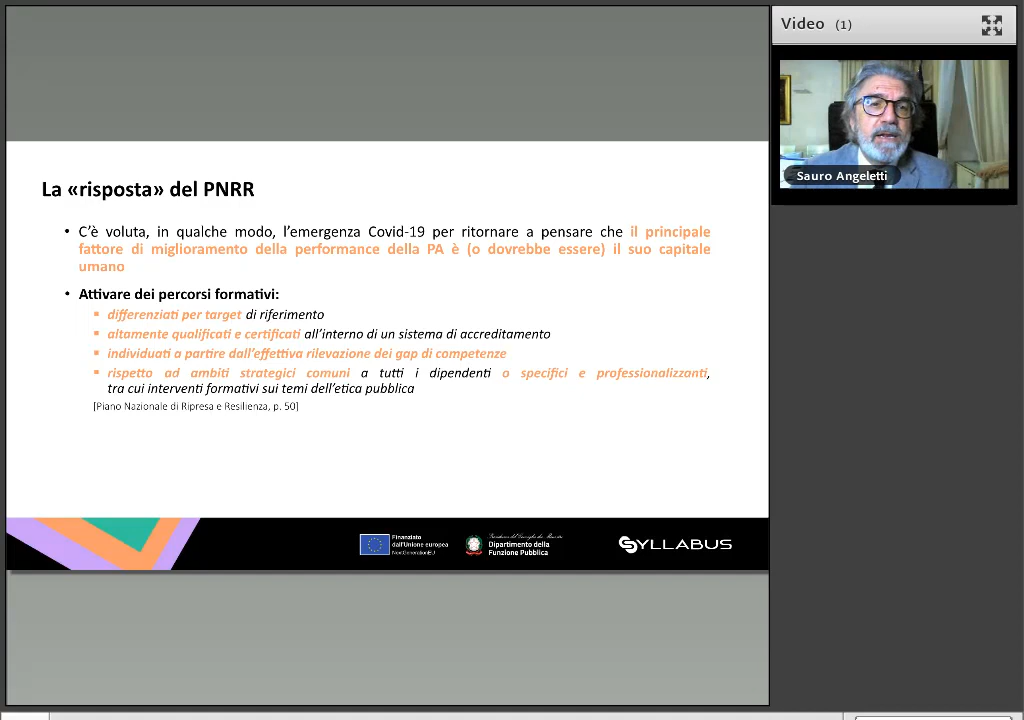 Video (1)
Sauro Angeletti
La «risposta» del PNRR
• C'è voluta, in qualche modo, l'emergenza Covid-19 per ritornare a pensare che il principale
fattore di miglioramento della performance della PA è (o dovrebbe essere) il suo capitale
umano
• Attivare dei percorsi formativi:
▪ differenziati per target di riferimento
▪ altamente qualificati e certificati all'interno di un sistema di accreditamento
▪ individuati a partire dall'effettiva rilevazione dei gap di competenze
▪ rispetto ad ambiti strategici comuni a tutti i dipendenti o specifici e professionalizzanti,
tra cui interventi formativi sui temi dell'etica pubblica
[Piano Nazionale di Ripresa e Resilienza, p. 50]
Finanziato
dall'Unione europea
NextGenerationEU
Dipartimento della
Funzione Pubblica
SYLLABUS